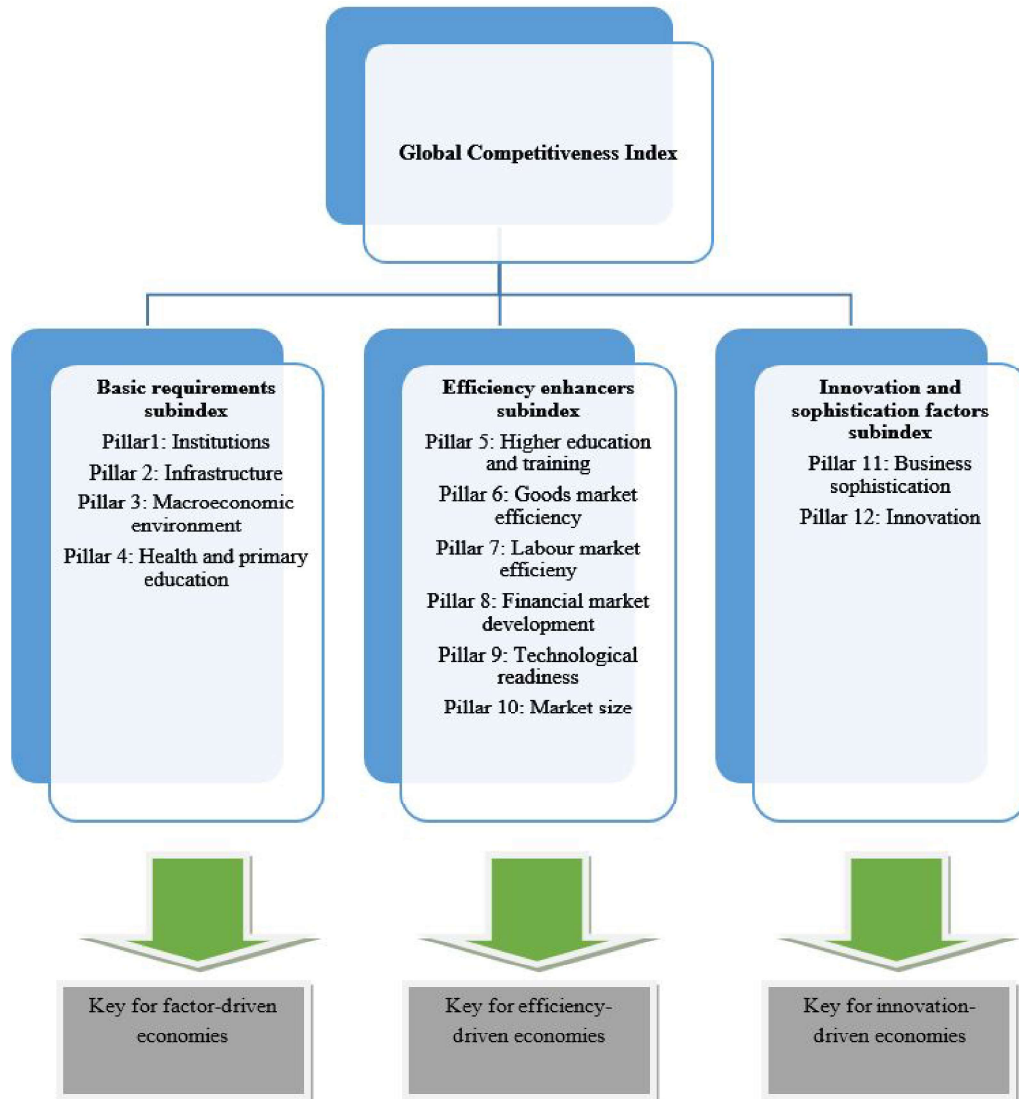 Global Competitiveness Index
Basic requirements
subindex
Pillar1: Institutions
Pillar 2: Infrastructure
Pillar 3: Macroeconomic
environment
Pillar 4: Health and primary
education
Efficiency enhancers
subindex
Pillar 5: Higher education
and training
Pillar 6: Goods market
efficiency
Pillar 7: Labour market
efficieny
Pillar 8: Financial market
development
Pillar 9: Technological
readiness
Pillar 10: Market size
Innovation and
sophistication factors
subindex
Pillar 11: Business
sophistication
Pillar 12: Innovation
Key for factor-driven
economies
Key for efficiency-
driven economies
Key for innovation-
driven economies